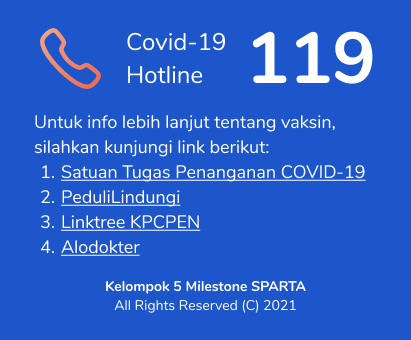 Covid-19
Hotline
119
Untuk info lebih lanjut tentang vaksin,
silahkan kunjungi link berikut:
1. Satuan Tugas Penanganan COVID-19
2. PeduliLindungi
3. Linktree KPCPEN
4. Alodokter
Kelompok 5 Milestone SPARTA
All Rights Reserved (C) 2021